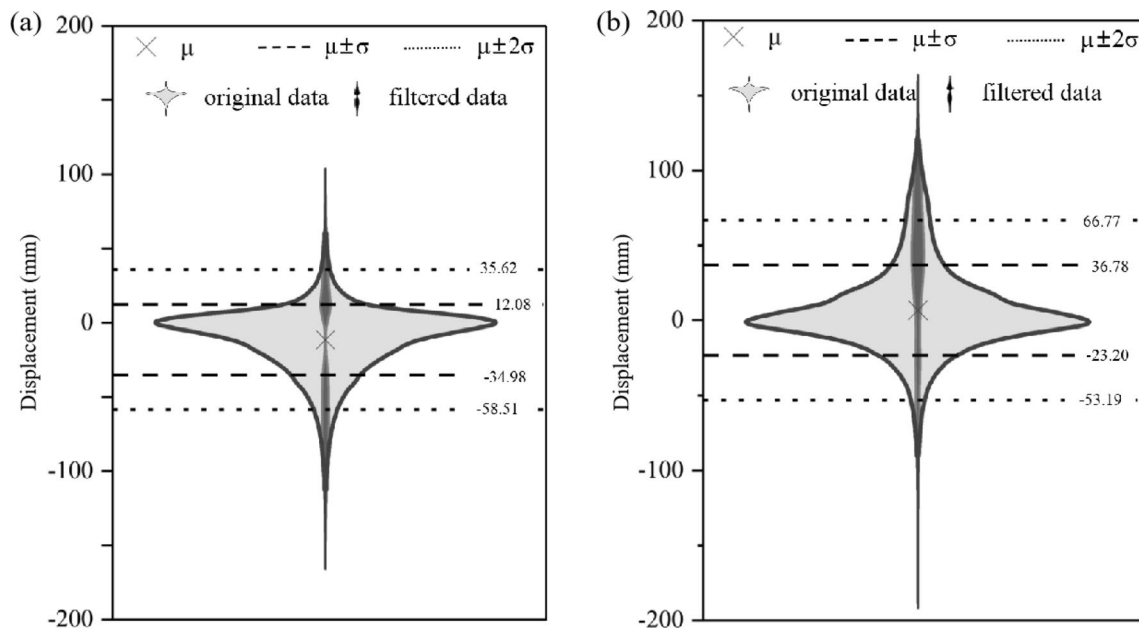 (a)
200
μ
μ±σ
μ±2σ
original data
filtered data
100
35.62
12.08
0
-34.98
-58.51
-100
-200
Displacement (mm)
(b)
200
μ
μ±σ
μ±2σ
original data
filtered data
100
66.77
36.78
0
-23.20
-53.19
-100
-200
Displacement (mm)